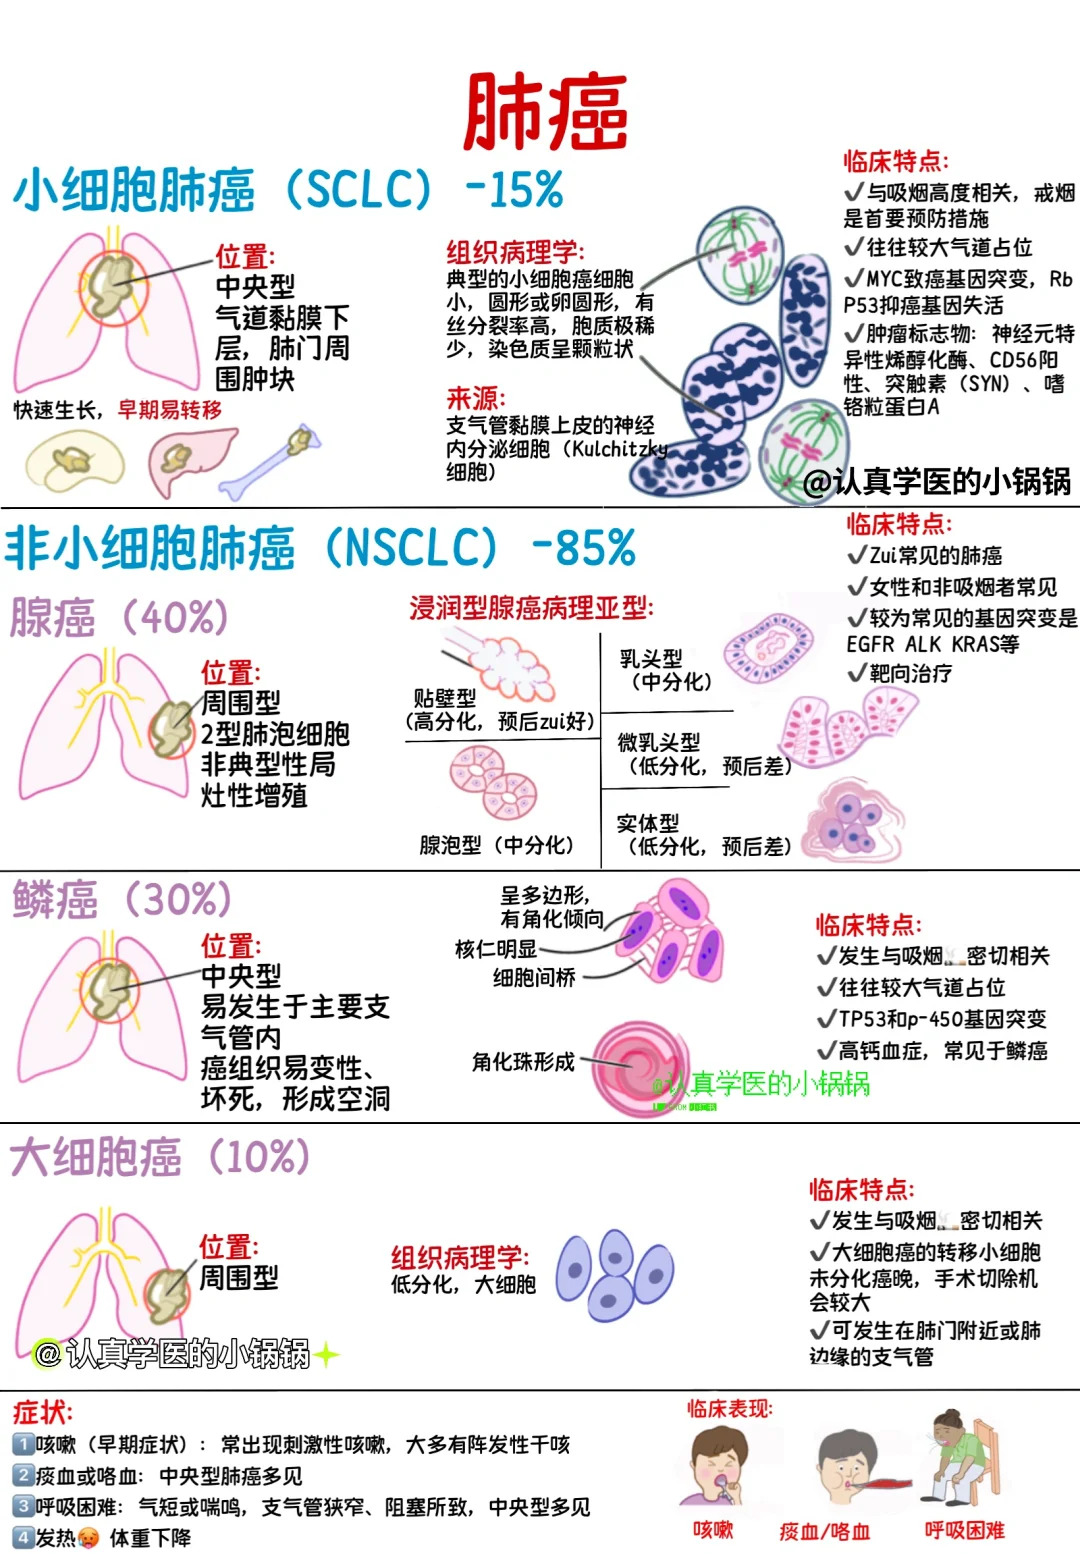 肺癌
小细胞肺癌（SCLC）-15%
位置:
中央型
气道黏膜下
层，肺门周
围肿块
快速生长，早期易转移
组织病理学:
典型的小细胞癌细胞
小，圆形或卵圆形，有
丝分裂率高，胞质极稀
少，染色质呈颗粒状
来源:
支气管黏膜上皮的神经
内分泌细胞（Kulchitzky
细胞）
临床特点:
✓与吸烟高度相关，戒烟
是首要预防措施
✓往往较大气道占位
✓MYC致癌基因突变，Rb
P53抑癌基因失活
✓肿瘤标志物：神经元特
异性烯醇化酶、CD56阳
性、突触素（SYN）、嗜
铬粒蛋白A
@认真学医的小锅锅
非小细胞肺癌（NSCLC）-85%
腺癌（40%）
位置:
周围型
2型肺泡细胞
非典型性局
灶性增殖
浸润型腺癌病理亚型:
贴壁型
（高分化，预后zui好）
腺泡型（中分化）
乳头型
（中分化）
微乳头型
（低分化，预后差）
实体型
（低分化，预后差）
临床特点:
✓Zui常见的肺癌
✓女性和非吸烟者常见
✓较为常见的基因突变是
EGFR ALK KRAS等
✓靶向治疗
鳞癌（30%）
位置:
中央型
易发生于主要支
气管内
癌组织易变性、
坏死，形成空洞
呈多边形，
有角化倾向
核仁明显
细胞间桥
角化珠形成
临床特点:
✓发生与吸烟🚬密切相关
✓往往较大气道占位
✓TP53和p-450基因突变
✓高钙血症，常见于鳞癌
@认真学医的小锅锅
大细胞癌（10%）
位置:
周围型
组织病理学:
低分化，大细胞
临床特点:
✓发生与吸烟🚬密切相关
✓大细胞癌的转移小细胞
未分化癌晚，手术切除机
会较大
✓可发生在肺门附近或肺
边缘的支气管
@认真学医的小锅锅
症状:
1咳嗽（早期症状）：常出现刺激性咳嗽，大多有阵发性干咳
2痰血或咯血：中央型肺癌多见
3呼吸困难：气短或喘鸣，支气管狭窄、阻塞所致，中央型多见
4发热🥵 体重下降
临床表现:
咳嗽
痰血/咯血
呼吸困难